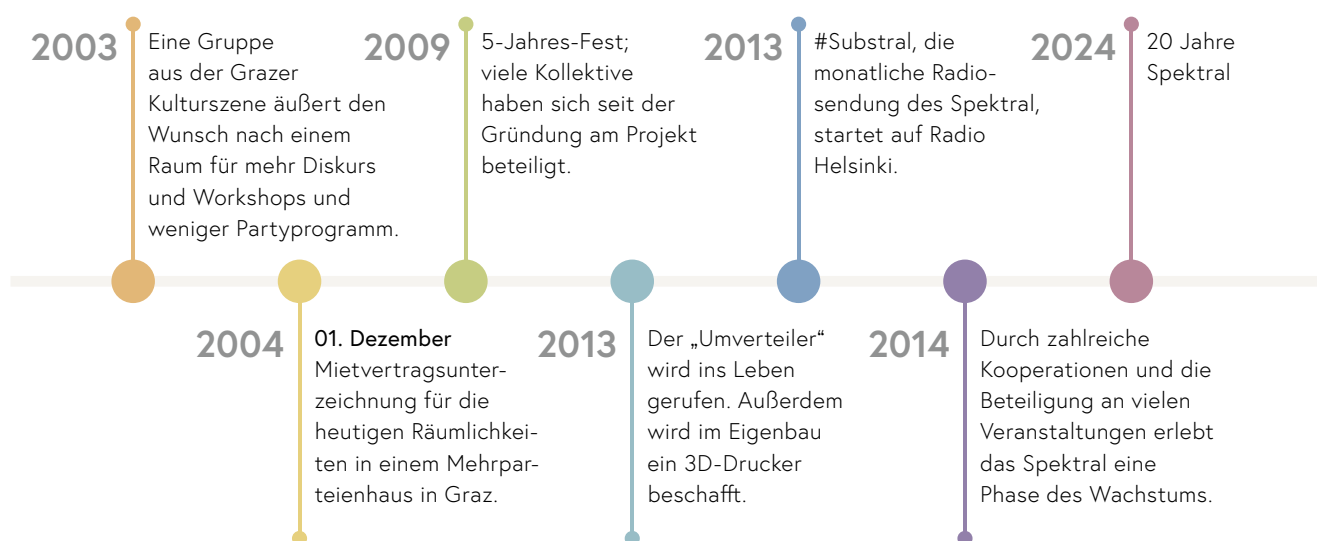 2003
Eine Gruppe
aus der Grazer
Kulturszene äußert den
Wunsch nach einem
Raum für mehr Diskurs
und Workshops und
weniger Partyprogramm.
2004
01. Dezember
Mietvertragsunter-
zeichnung für die
heutigen Räumlichkei-
ten in einem Mehrpar-
teienhaus in Graz.
2009
5-Jahres-Fest;
viele Kollektive
haben sich seit der
Gründung am Projekt
beteiligt.
2013
Der „Umverteiler“
wird ins Leben
gerufen. Außerdem
wird im Eigenbau
ein 3D-Drucker
beschafft.
2013
#Substral, die
monatliche Radio-
sendung des Spektral,
startet auf Radio
Helsinki.
2014
Durch zahlreiche
Kooperationen und die
Beteiligung an vielen
Veranstaltungen erlebt
das Spektral eine
Phase des Wachstums.
2024
20 Jahre
Spektral